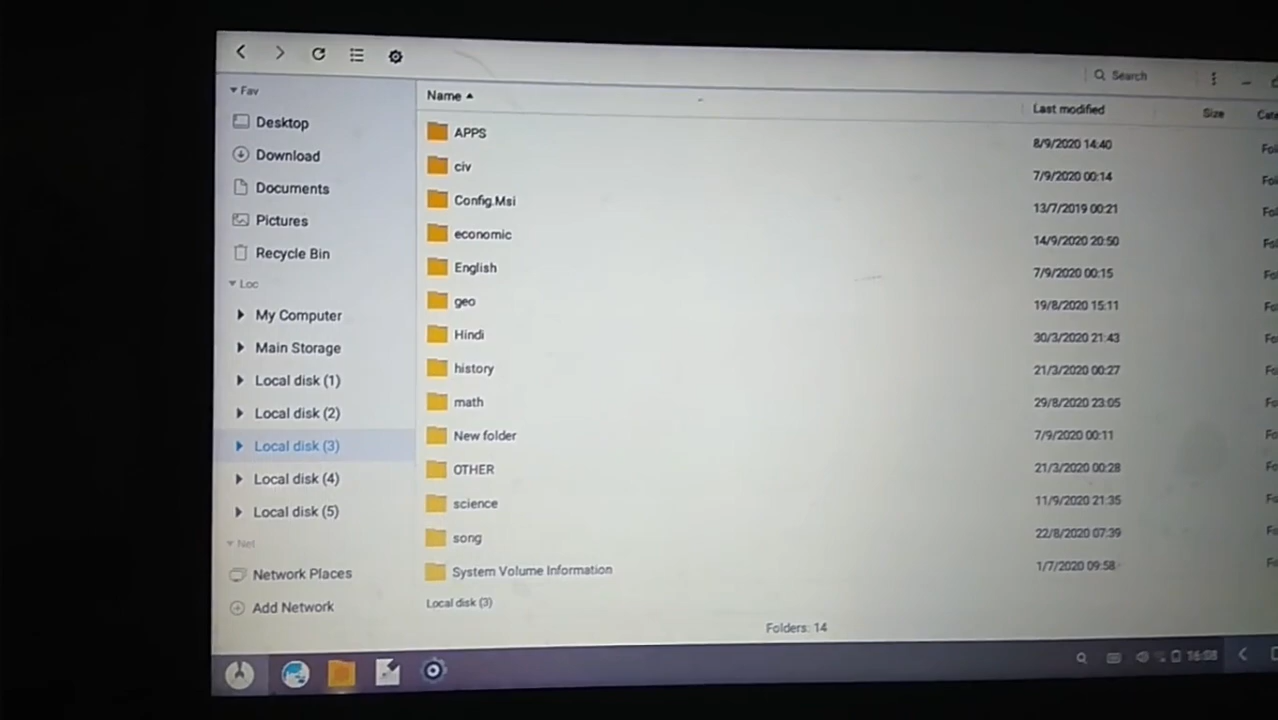 Search
Fav
Name
Last modified
Size
Desktop
APPS
8/9/2020 14:40
Download
civ
7/9/2020 00:14
Documents
Config.Msi
13/7/2019 00:21
Pictures
economic
14/9/2020 20:50
Recycle Bin
English
7/9/2020 00:15
Loc
geo
19/8/2020 15:11
My Computer
Hindi
30/3/2020 21:43
Main Storage
history
21/3/2020 00:27
Local disk (1)
math
29/8/2020 23:05
Local disk (2)
New folder
7/9/2020 00:11
Local disk (3)
OTHER
21/3/2020 00:28
Local disk (4)
science
11/9/2020 21:35
Local disk (5)
song
22/8/2020 07:39
Net
System Volume Information
1/7/2020 09:58
Network Places
Local disk (3)
Add Network
Folders: 14
16:08